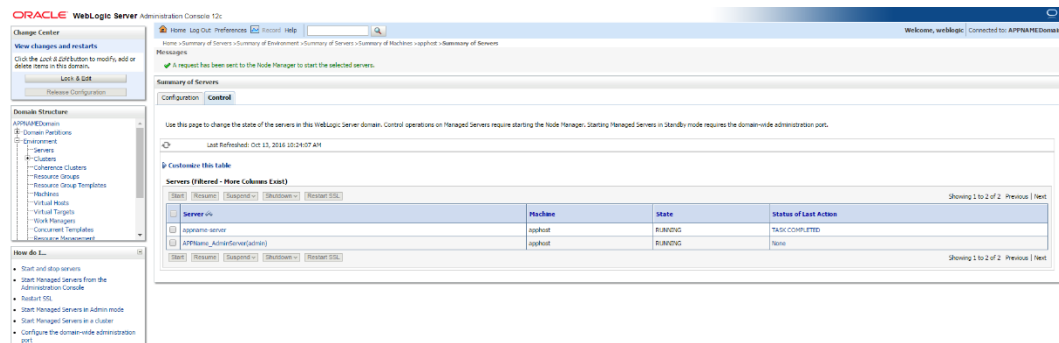 ORACLE WebLogic Server Administration Console 12c
Change Center
View changes and restarts
Click the Lock & Edit button to modify, add or
delete items in this domain.
Lock & Edit
Release Configuration
Domain Structure
APPNAMEDomain
Domain Partitions
Environment
Servers
Clusters
Coherence Clusters
Resource Groups
Resource Group Templates
Machines
Virtual Hosts
Virtual Targets
Work Managers
Concurrent Templates
Resource Management
How do I...
Start and stop servers
Start Managed Servers from the
Administration Console
Restart SSL
Start Managed Servers in Admin mode
Start Managed Servers in a cluster
Configure the domain-wide administration
port
Home Log Out Preferences Record Help
Welcome, weblogic Connected to: APPNAMEDomain
Home >Summary of Servers >Summary of Environment >Summary of Servers >Summary of Machines >apphost >Summary of Servers
Messages
A request has been sent to the Node Manager to start the selected servers.
Summary of Servers
Configuration Control
Use this page to change the state of the servers in this WebLogic Server domain. Control operations on Managed Servers require starting the Node Manager. Starting Managed Servers in Standby mode requires the domain-wide administration port.
Last Refreshed: Oct 13, 2016 10:24:07 AM
Customize this table
Servers (Filtered - More Columns Exist)
Start Resume Suspend Shutdown Restart SSL Showing 1 to 2 of 2 Previous | Next
Server Machine State Status of Last Action
appname-server apphost RUNNING TASK COMPLETED
APPName_AdminServer(admin) apphost RUNNING None
Start Resume Suspend Shutdown Restart SSL Showing 1 to 2 of 2 Previous | Next